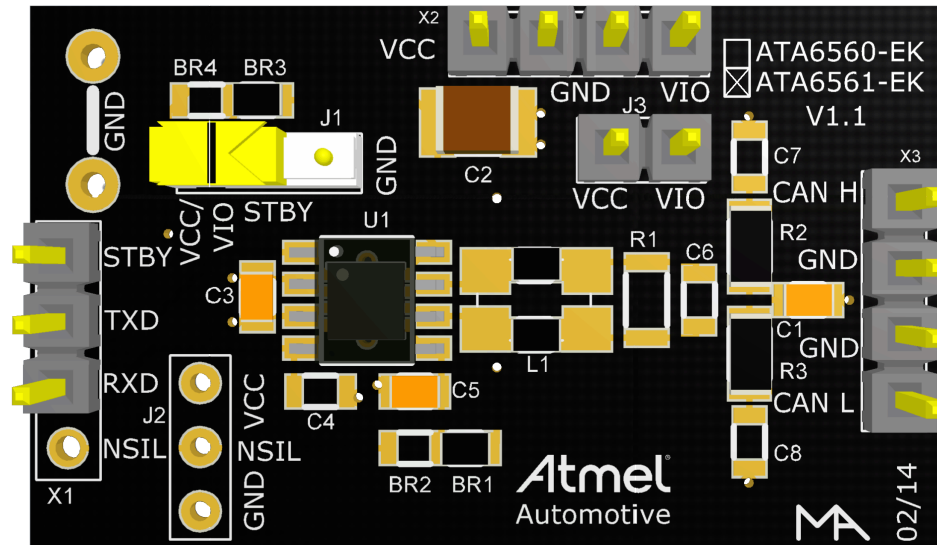 X2
VCC
GND
VIO
ATA6560-EK
ATA6561-EK
V1.1
BR4
BR3
J1
GND
GND
VCC/
VIO
STBY
C2
J3
VCC
VIO
C7
X3
CAN H
R2
GND
U1
R1
C6
STBY
C3
TXD
C1
GND
L1
R3
RXD
CAN L
J2
VCC
C4
C5
NSIL
NSIL
C8
X1
GND
BR2
BR1
Atmel®
Automotive
MA
02/14